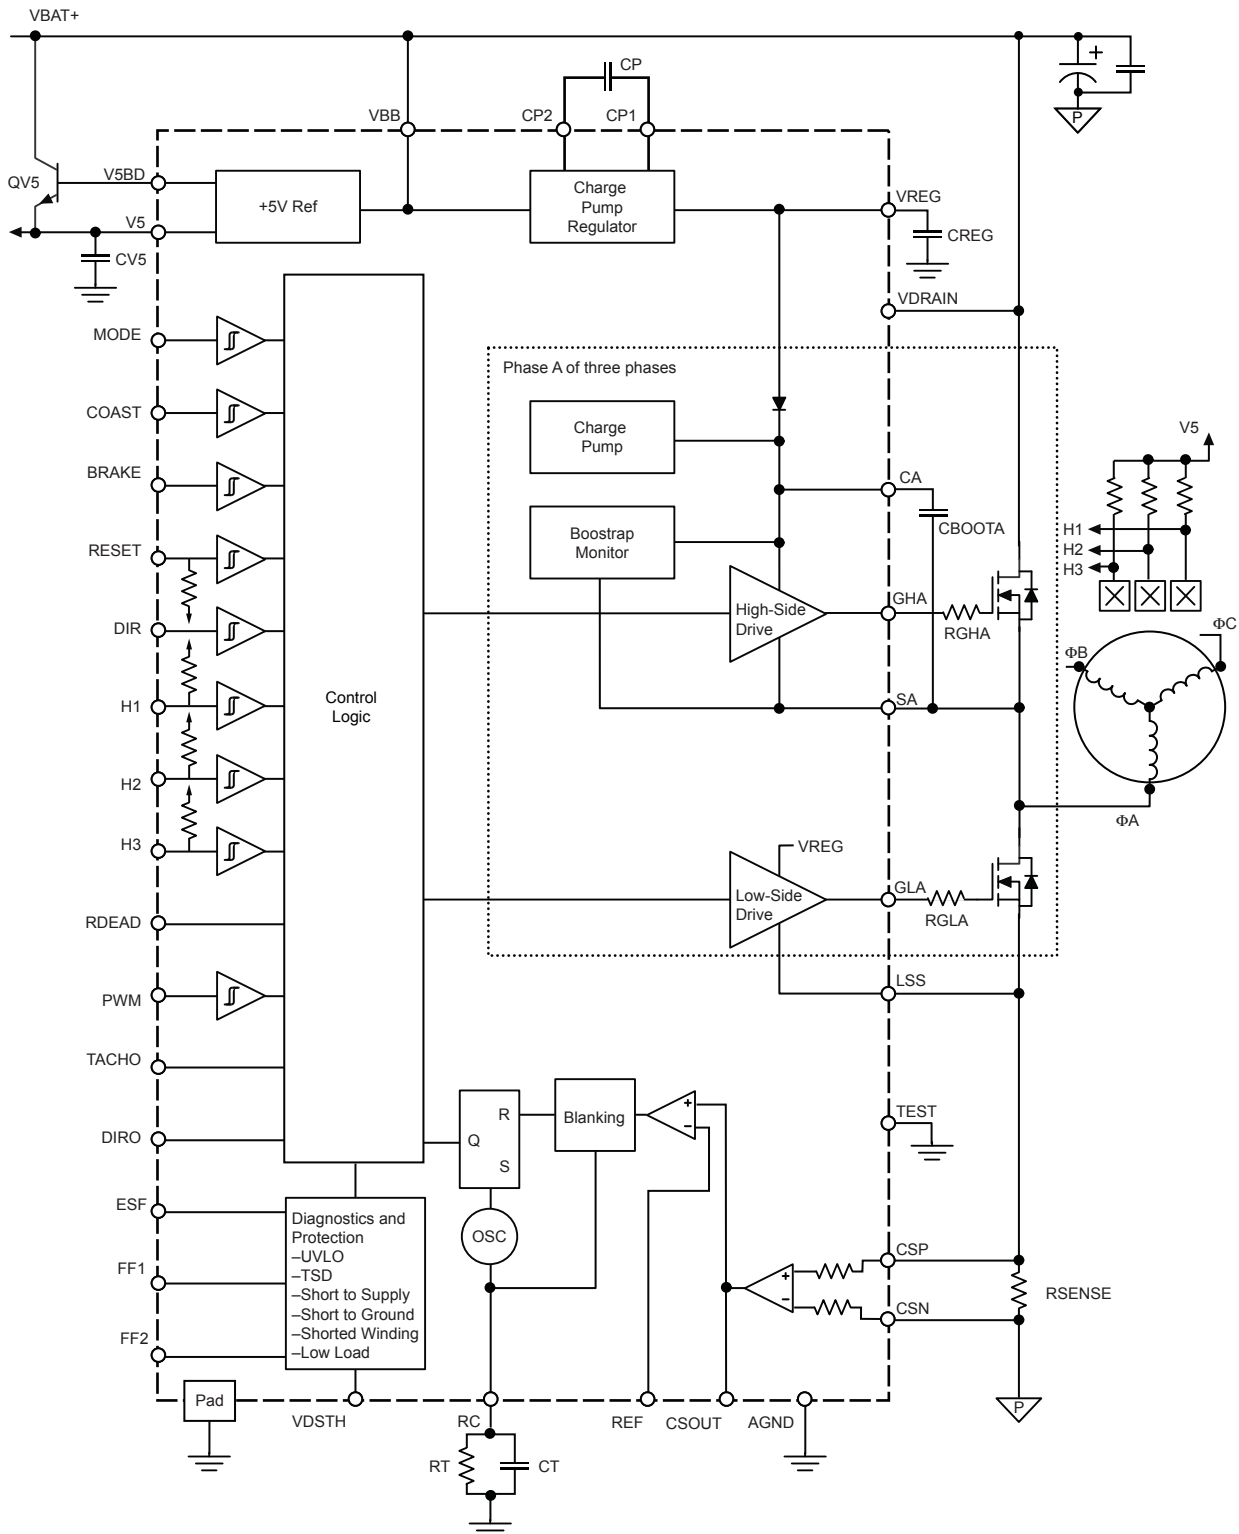 VBAT+
CP
VBB
CP2
CP1
+
P
QV5
V5BD
+5V Ref
Charge
Pump
Regulator
VREG
V5
CV5
CREG
VDRAIN
MODE
Phase A of three phases
COAST
Charge
Pump
V5
BRAKE
CA
CBOOTA
H1
H2
H3
RESET
Boostrap
Monitor
High-Side
Drive
GHA
RGHA
DIR
ΦC
ΦB
H1
Control
Logic
SA
H2
ΦA
H3
VREG
Low-Side
Drive
GLA
RGLA
RDEAD
PWM
LSS
TACHO
R
Q
S
Blanking
+
–
TEST
DIRO
ESF
Diagnostics and
Protection
–UVLO
–TSD
–Short to Supply
–Short to Ground
–Shorted Winding
–Low Load
OSC
CSP
+
–
CSN
RSENSE
FF1
FF2
Pad
VDSTH
RC
REF
CSOUT
AGND
P
RT
CT